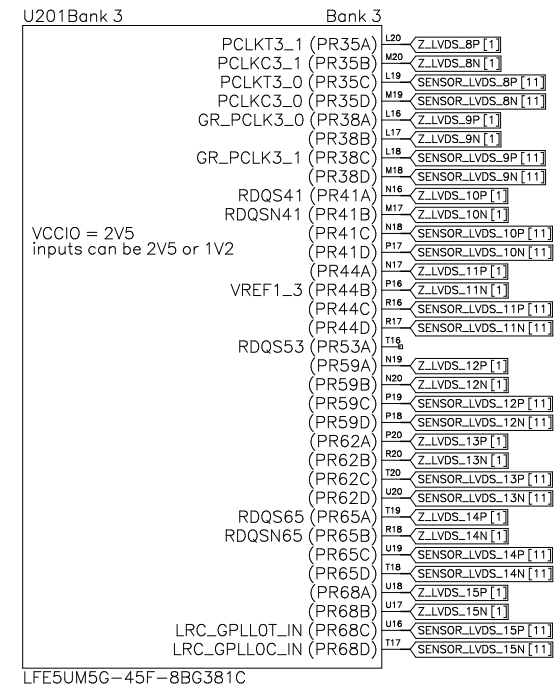 U201Bank 3 Bank 3
PCLKT3_1 (PR35A) L20 Z_LVDS_8P [1]
PCLKC3_1 (PR35B) M20 Z_LVDS_8N [1]
PCLKT3_0 (PR35C) L19 SENSOR_LVDS_8P [11]
PCLKC3_0 (PR35D) M19 SENSOR_LVDS_8N [11]
GR_PCLK3_0 (PR38A) L16 Z_LVDS_9P [1]
(PR38B) L17 Z_LVDS_9N [1]
GR_PCLK3_1 (PR38C) L18 SENSOR_LVDS_9P [11]
(PR38D) M18 SENSOR_LVDS_9N [11]
RDQS41 (PR41A) N16 Z_LVDS_10P [1]
RDQSN41 (PR41B) M17 Z_LVDS_10N [1]
VCCIO = 2V5 (PR41C) N18 SENSOR_LVDS_10P [11]
inputs can be 2V5 or 1V2 (PR41D) P17 SENSOR_LVDS_10N [11]
(PR44A) N17 Z_LVDS_11P [1]
VREF1_3 (PR44B) P16 Z_LVDS_11N [1]
(PR44C) R16 SENSOR_LVDS_11P [11]
(PR44D) R17 SENSOR_LVDS_11N [11]
RDQS53 (PR53A) T16
(PR59A) N19 Z_LVDS_12P [1]
(PR59B) N20 Z_LVDS_12N [1]
(PR59C) P19 SENSOR_LVDS_12P [11]
(PR59D) P18 SENSOR_LVDS_12N [11]
(PR62A) P20 Z_LVDS_13P [1]
(PR62B) R20 Z_LVDS_13N [1]
(PR62C) T20 SENSOR_LVDS_13P [11]
(PR62D) U20 SENSOR_LVDS_13N [11]
RDQS65 (PR65A) T19 Z_LVDS_14P [1]
RDQSN65 (PR65B) R18 Z_LVDS_14N [1]
(PR65C) U19 SENSOR_LVDS_14P [11]
(PR65D) T18 SENSOR_LVDS_14N [11]
(PR68A) U18 Z_LVDS_15P [1]
(PR68B) U17 Z_LVDS_15N [1]
LRC_GPLL0T_IN (PR68C) U16 SENSOR_LVDS_15P [11]
LRC_GPLL0C_IN (PR68D) T17 SENSOR_LVDS_15N [11]
LFE5UM5G-45F-8BG381C